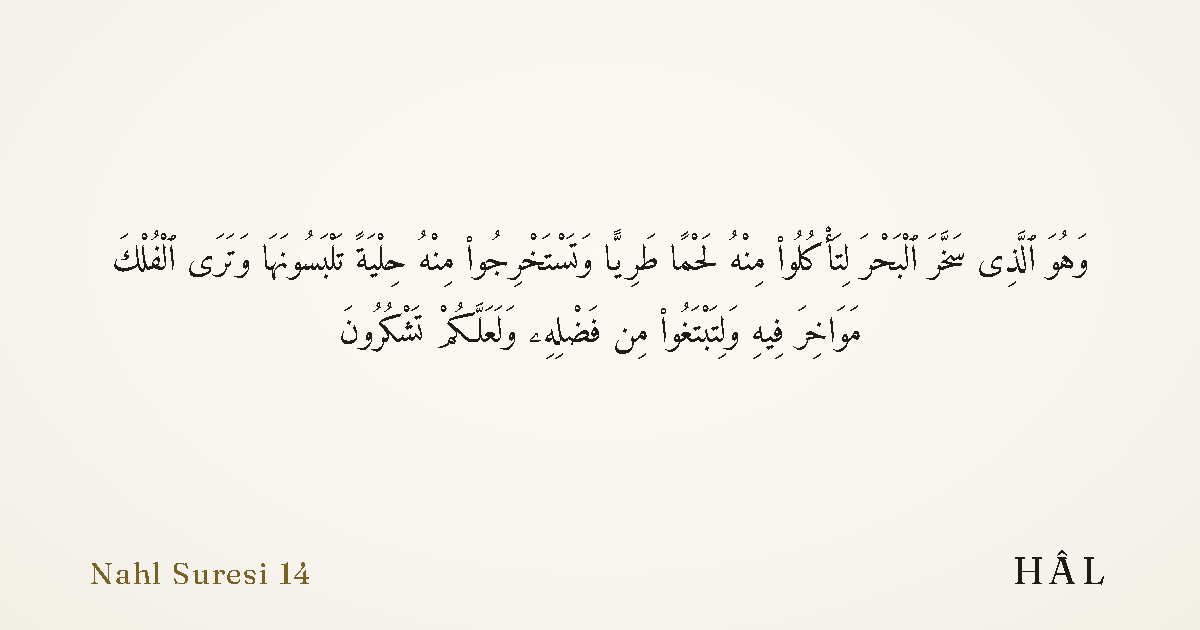 وَهُوَ ٱلَّذِى سَخَّرَ ٱلْبَحْرَ لِتَأْكُلُوا۟ مِنْهُ لَحْمًا طَرِيًّا وَتَسْتَخْرِجُوا۟ مِنْهُ حِلْيَةً تَلْبَسُونَهَا وَتَرَى ٱلْفُلْكَ
مَوَاخِرَ فِيهِ وَلِتَبْتَغُوا۟ مِن فَضْلِهِۦ وَلَعَلَّكُمْ تَشْكُرُونَ
Nahl Suresi 14
HÂL